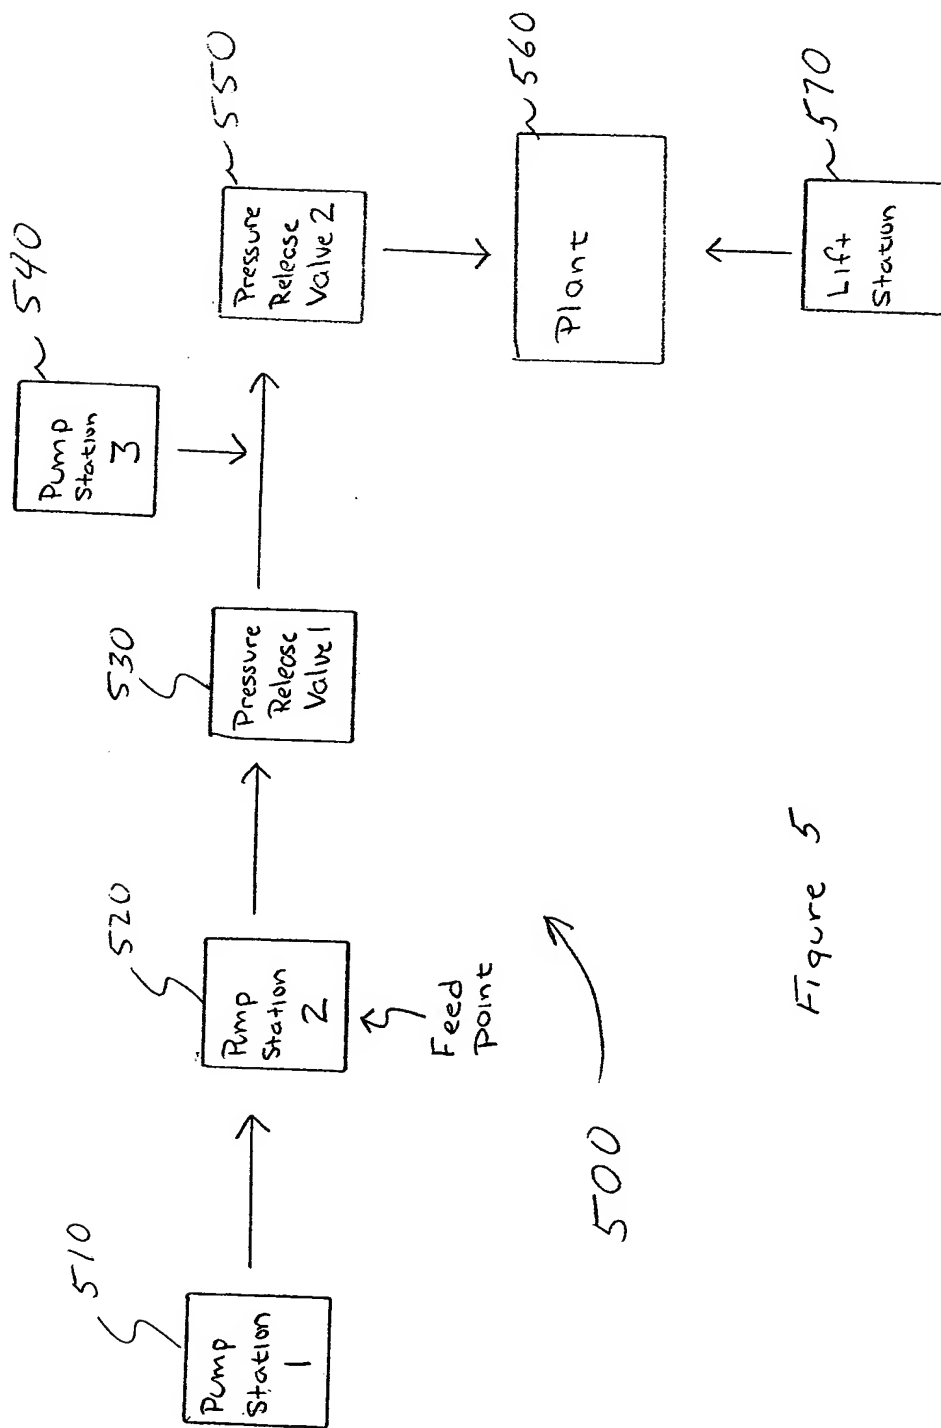 540
Pump
Station
3
550
Pressure
Release
Valve 2
530
Pressure
Release
Valve 1
520
Pump
Station
2
Feed
point
510
Pump
Station
1
560
Plant
570
Lift
Station
500
Figure 5